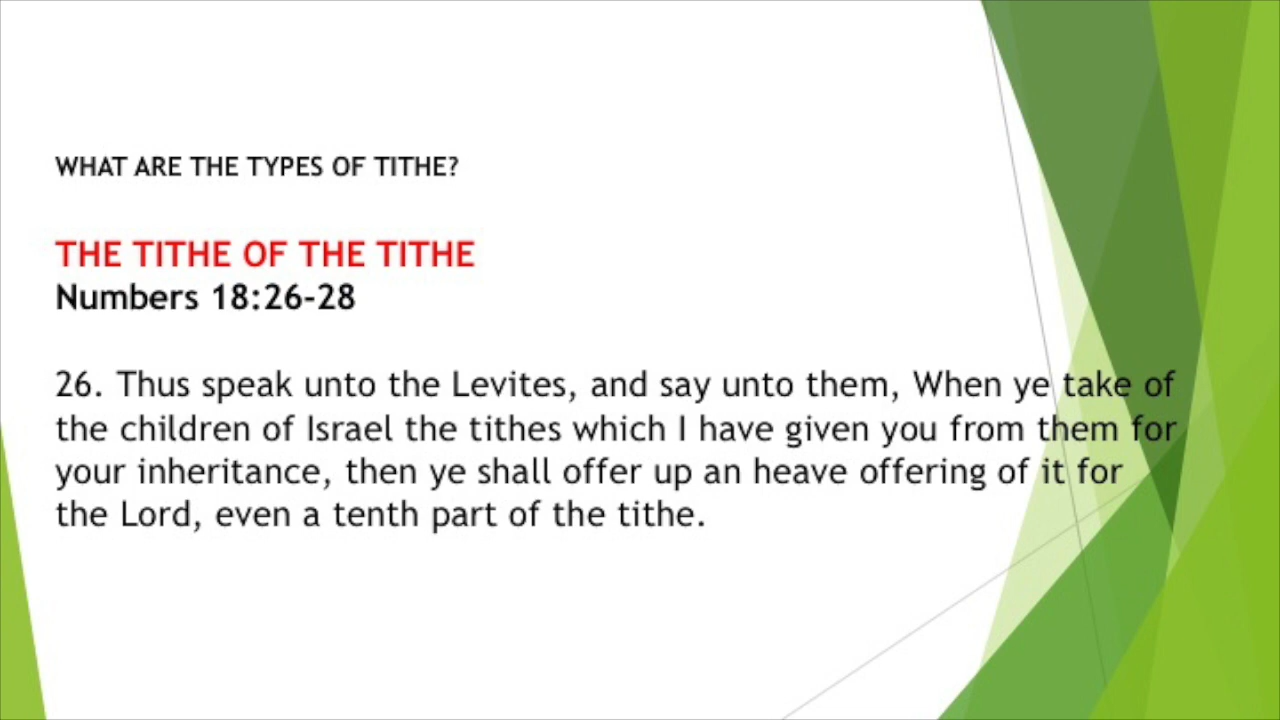 WHAT ARE THE TYPES OF TITHE?
THE TITHE OF THE TITHE
Numbers 18:26-28
26. Thus speak unto the Levites, and say unto them, When ye take of
the children of Israel the tithes which I have given you from them for
your inheritance, then ye shall offer up an heave offering of it for
the Lord, even a tenth part of the tithe.